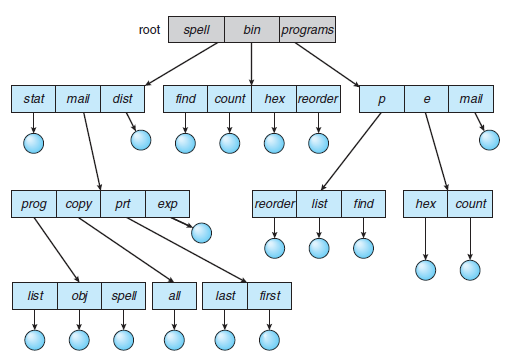 root spell bin programs
stat mail dist find count hex reorder p e mail
prog copy prt exp reorder list find hex count
list obj spell all last first